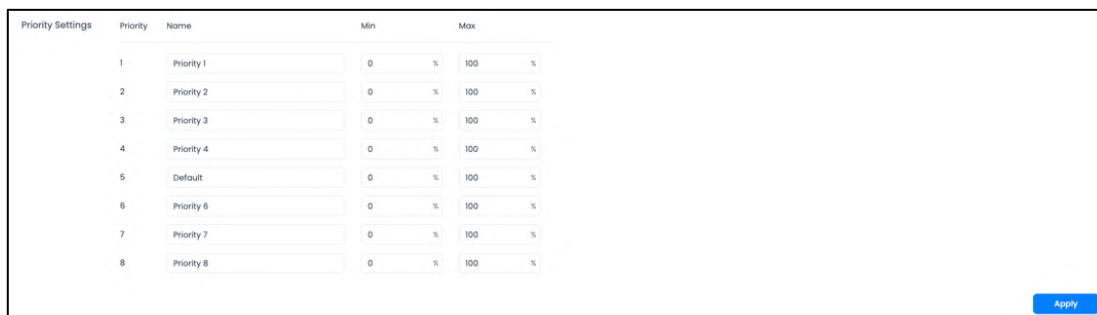 Priority Settings Priority Name Min Max
1 Priority 1 0 % 100 %
2 Priority 2 0 % 100 %
3 Priority 3 0 % 100 %
4 Priority 4 0 % 100 %
5 Default 0 % 100 %
6 Priority 6 0 % 100 %
7 Priority 7 0 % 100 %
8 Priority 8 0 % 100 %
Apply